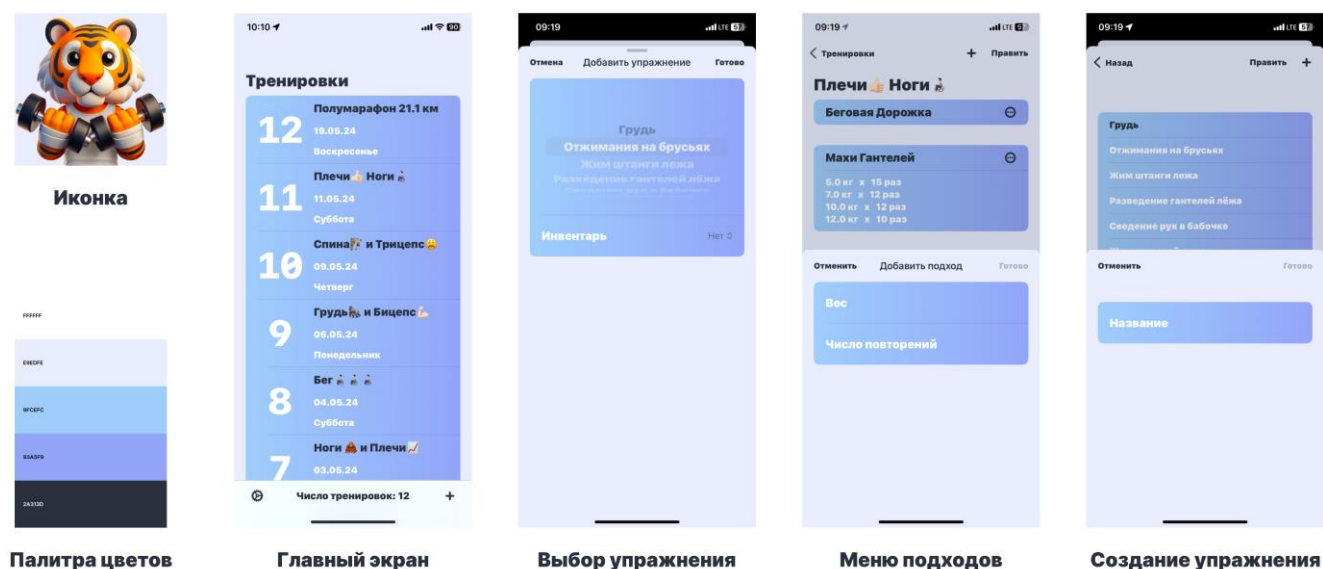 Иконка
FFFFFF
E9EDFE
9FCEFC
93A5F9
2A313D
Палитра цветов
10:10
90
Тренировки
12
Полумарафон 21.1 км
19.05.24
Воскресенье
11
Плечи👍🏻 Ноги👨🏻‍🦽
11.05.24
Суббота
10
Спина🧗🏻 и Трицепс😩
09.05.24
Четверг
9
Грудь🦍 и Бицепс💪🏻
06.05.24
Понедельник
8
Бег👨🏻‍🦽👨🏻‍🦽👨🏻‍🦽
04.05.24
Суббота
7
Ноги и Плечи📈
03.05.24
Число тренировок: 12
+
Главный экран
09:19
LTE
Отмена Добавить упражнение Готово
Грудь
Отжимания на брусьях
Жим штанги лежа
Разведение гантелей лёжа
Инвентарь Нет
Выбор упражнения
09:19
LTE
Тренировки + Править
Плечи👍🏻 Ноги👨🏻‍🦽
Беговая Дорожка
Махи Гантелей
5.0 кг x 15 раз
7.0 кг x 12 раз
10.0 кг x 12 раз
12.0 кг x 10 раз
Отменить Добавить подход Готово
Вес
Число повторений
Меню подходов
09:19
LTE
Назад Править +
Грудь
Отжимания на брусьях
Жим штанги лежа
Разведение гантелей лёжа
Сведение рук в бабочке
Отменить Готово
Название
Создание упражнения